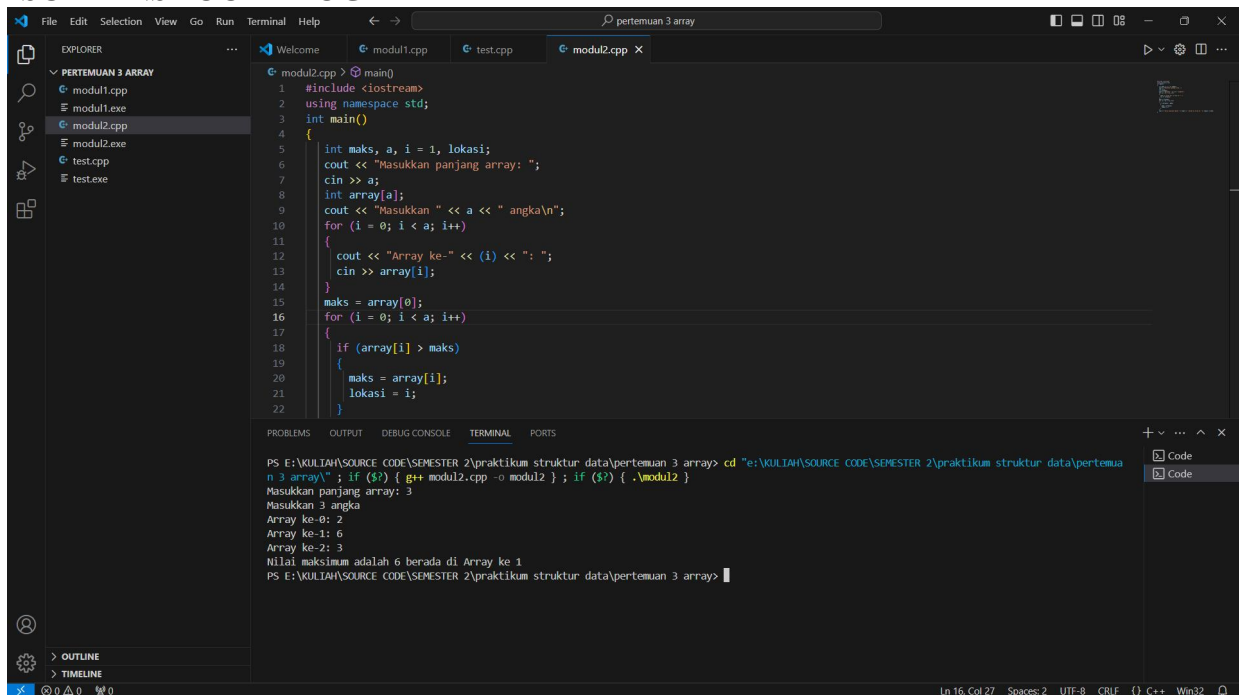 File Edit Selection View Go Run Terminal Help
pertemuan 3 array
EXPLORER
PERTEMUAN 3 ARRAY
modul1.cpp
modul1.exe
modul2.cpp
modul2.exe
test.cpp
test.exe
OUTLINE
TIMELINE
Welcome modul1.cpp test.cpp modul2.cpp
modul2.cpp > main()
1 #include <iostream>
2 using namespace std;
3 int main()
4 {
5 int maks, a, i = 1, lokasi;
6 cout << "Masukkan panjang array: ";
7 cin >> a;
8 int array[a];
9 cout << "Masukkan " << a << " angka\n";
10 for (i = 0; i < a; i++)
11 {
12 cout << "Array ke-" << (i) << ": ";
13 cin >> array[i];
14 }
15 maks = array[0];
16 for (i = 0; i < a; i++)
17 {
18 if (array[i] > maks)
19 {
20 maks = array[i];
21 lokasi = i;
22 }
PROBLEMS OUTPUT DEBUG CONSOLE TERMINAL PORTS
PS E:\KULIAH\SOURCE CODE\SEMESTER 2\praktikum struktur data\pertemuan 3 array> cd "e:\KULIAH\SOURCE CODE\SEMESTER 2\praktikum struktur data\pertemua
n 3 array\" ; if ($?) { g++ modul2.cpp -o modul2 } ; if ($?) { .\modul2 }
Masukkan panjang array: 3
Masukkan 3 angka
Array ke-0: 2
Array ke-1: 6
Array ke-2: 3
Nilai maksimum adalah 6 berada di Array ke 1
PS E:\KULIAH\SOURCE CODE\SEMESTER 2\praktikum struktur data\pertemuan 3 array>
Code
Code
0 0 0 Ln 16, Col 27 Spaces: 2 UTF-8 CRLF {} C++ Win32